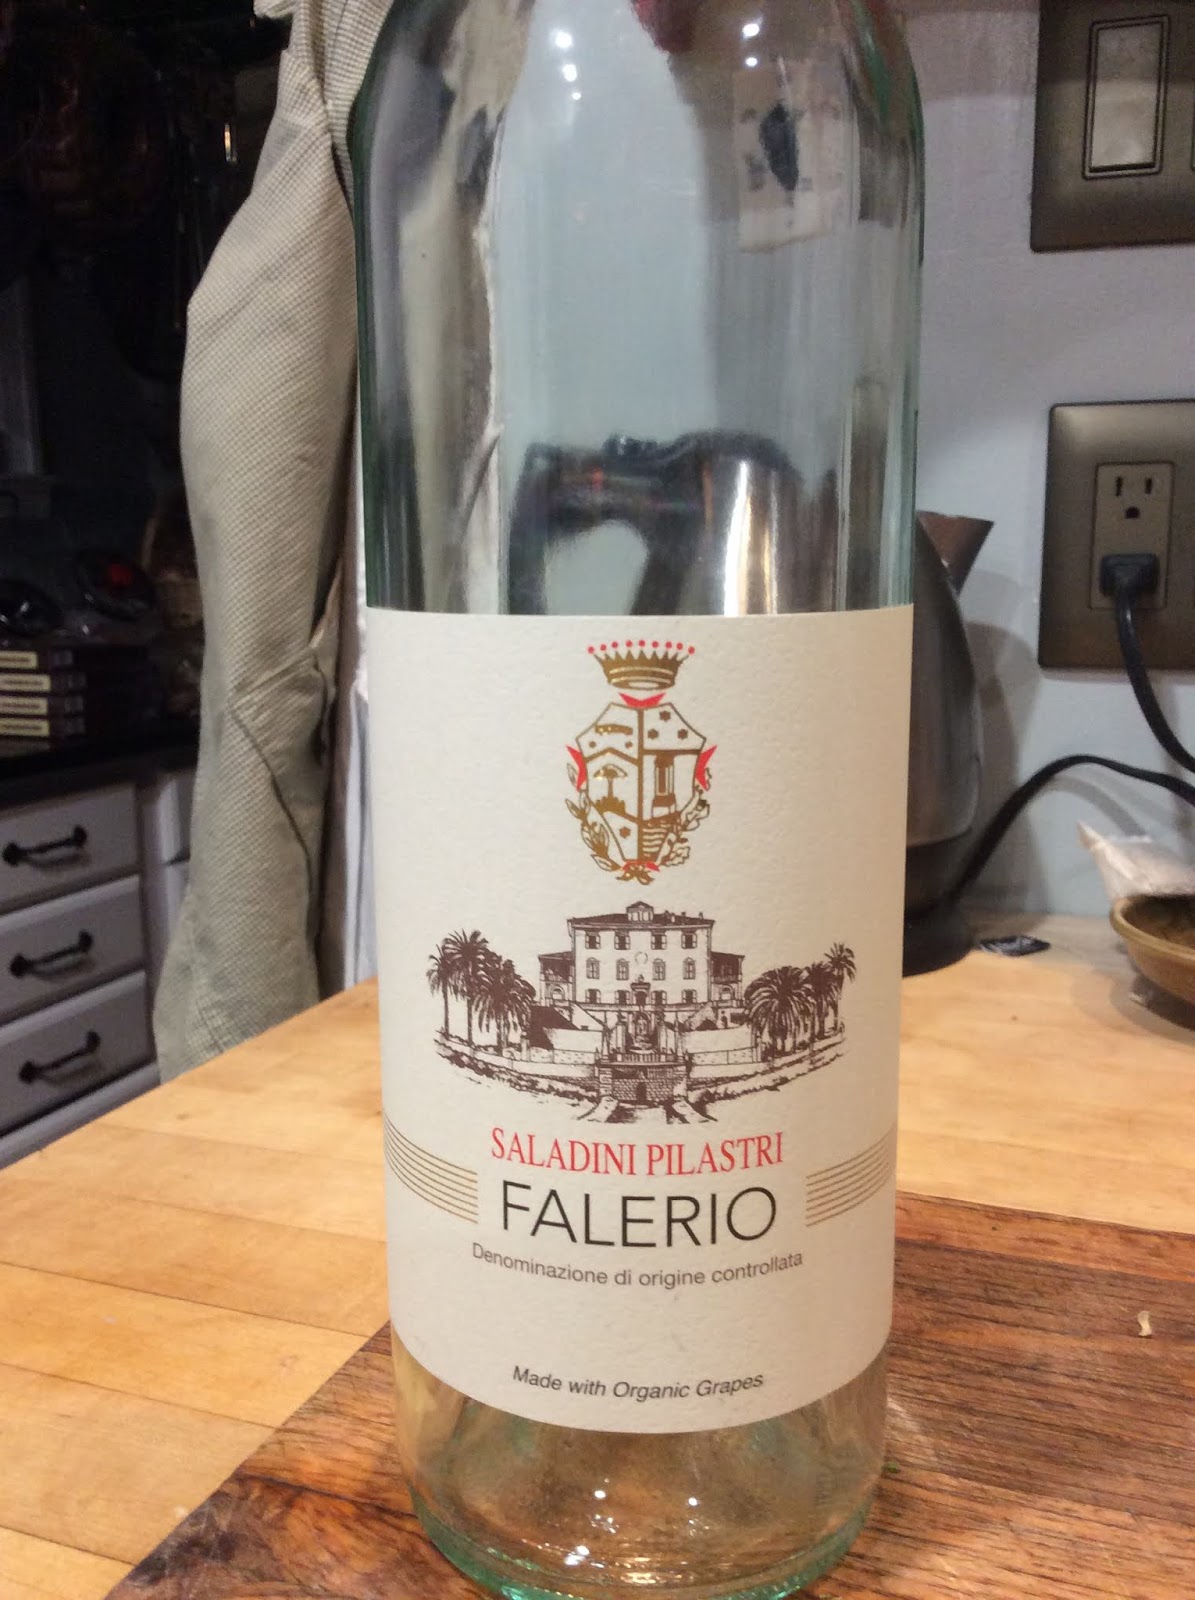 SALADINI PILASTRI
FALERIO
Denominazione di origine controllata
Made with Organic Grapes